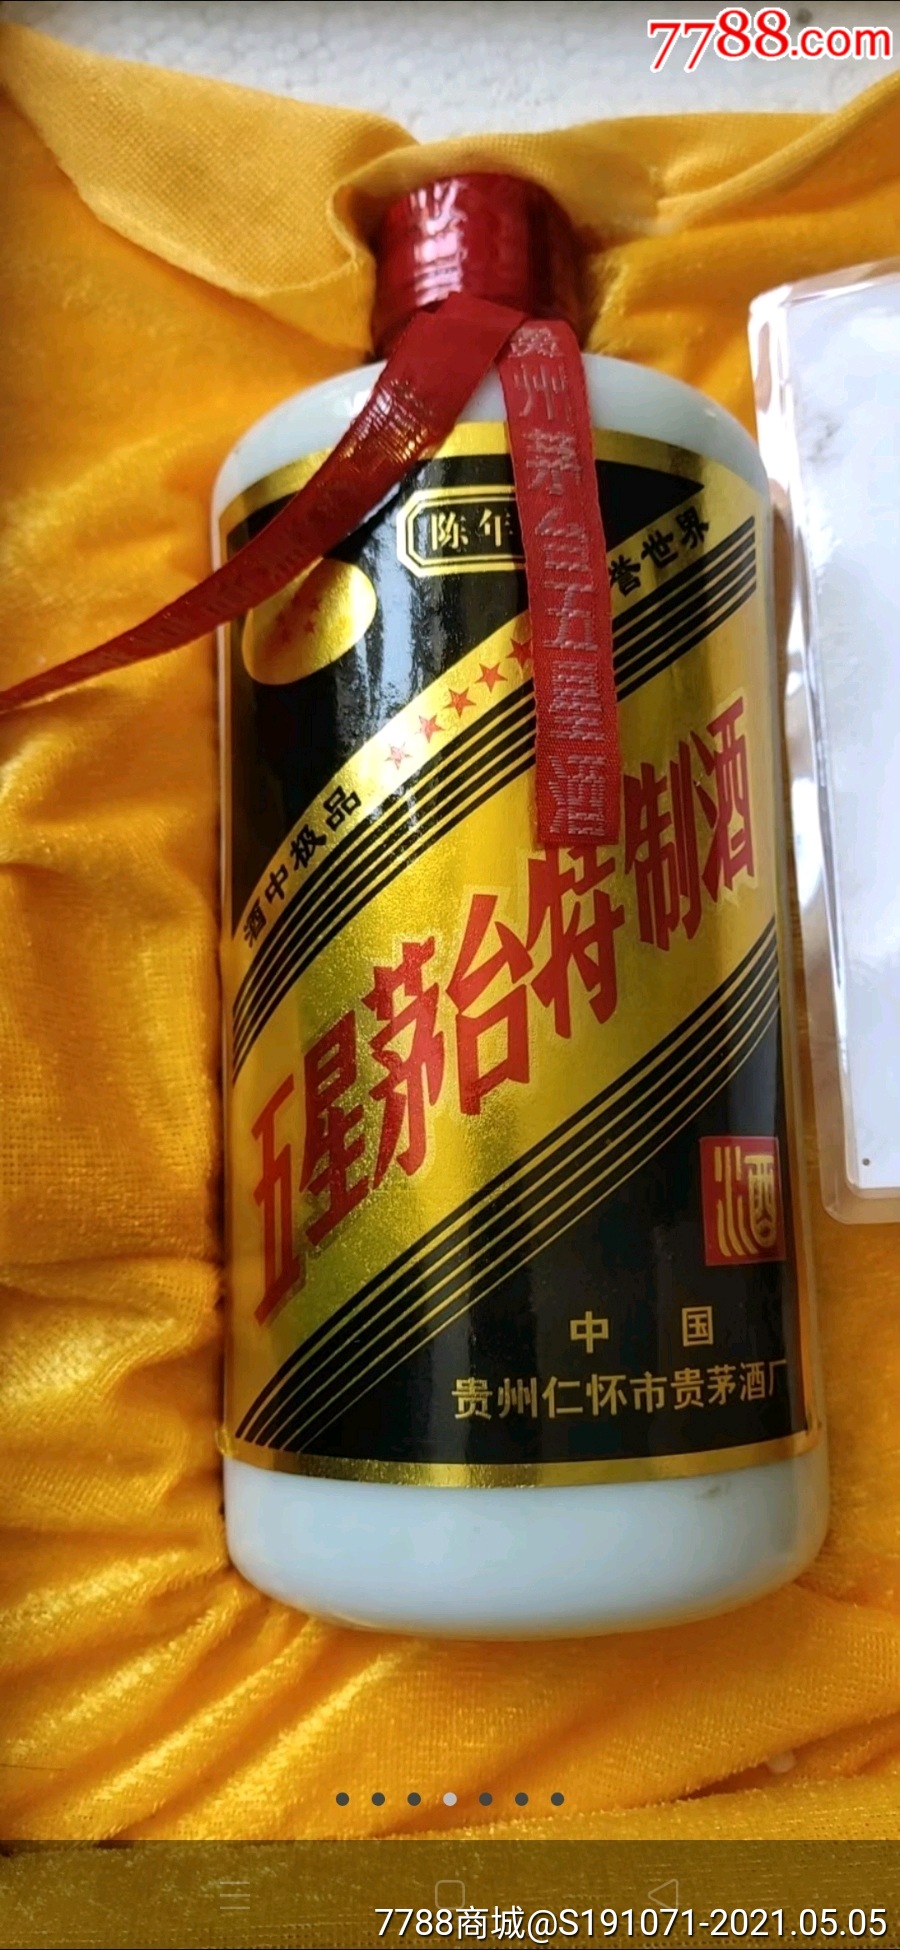 7788.com
陈年
贵州茅台五星酒
誉世界
酒中极品
五星茅台特制酒
酒
中国
贵州仁怀市贵茅酒厂
7788商城@S191071-2021.05.05